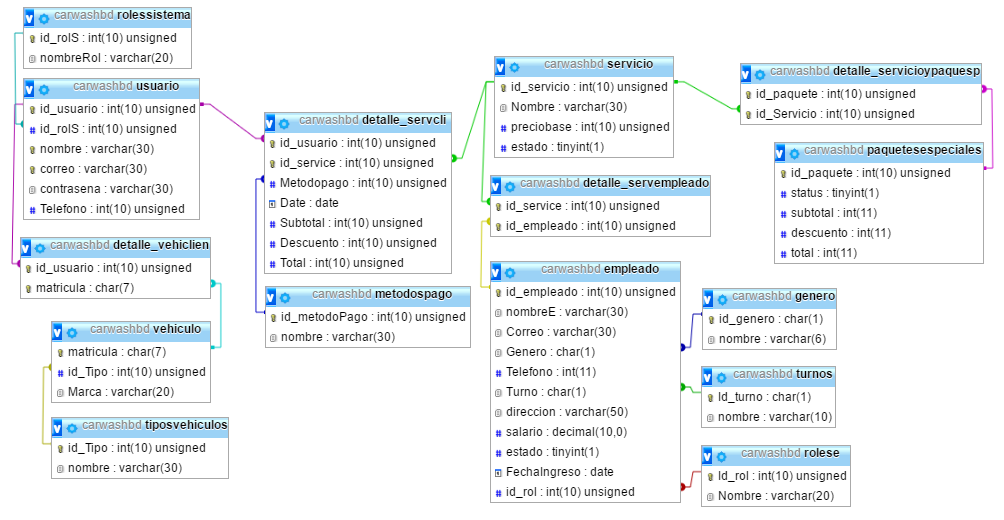 carwashbd rolessistema
id_rolS : int(10) unsigned
nombreRol : varchar(20)
carwashbd usuario
id_usuario : int(10) unsigned
id_rolS : int(10) unsigned
nombre : varchar(30)
correo : varchar(30)
contrasena : varchar(30)
Telefono : int(10) unsigned
carwashbd detalle_vehiclien
id_usuario : int(10) unsigned
matricula : char(7)
carwashbd vehiculo
matricula : char(7)
id_Tipo : int(10) unsigned
Marca : varchar(20)
carwashbd tiposvehiculos
id_Tipo : int(10) unsigned
nombre : varchar(30)
carwashbd detalle_servcli
id_usuario : int(10) unsigned
id_service : int(10) unsigned
Metodopago : int(10) unsigned
Date : date
Subtotal : int(10) unsigned
Descuento : int(10) unsigned
Total : int(10) unsigned
carwashbd metodospago
id_metodoPago : int(10) unsigned
nombre : varchar(30)
carwashbd servicio
id_servicio : int(10) unsigned
Nombre : varchar(30)
preciobase : int(10) unsigned
estado : tinyint(1)
carwashbd detalle_servempleado
id_service : int(10) unsigned
id_empleado : int(10) unsigned
carwashbd empleado
id_empleado : int(10) unsigned
nombreE : varchar(30)
Correo : varchar(30)
Genero : char(1)
Telefono : int(11)
Turno : char(1)
direccion : varchar(50)
salario : decimal(10,0)
estado : tinyint(1)
FechaIngreso : date
id_rol : int(10) unsigned
carwashbd detalle_servicioypaquesp
id_paquete : int(10) unsigned
id_Servicio : int(10) unsigned
carwashbd paquetesespeciales
id_paquete : int(10) unsigned
status : tinyint(1)
subtotal : int(11)
descuento : int(11)
total : int(11)
carwashbd genero
id_genero : char(1)
nombre : varchar(6)
carwashbd turnos
Id_turno : char(1)
nombre : varchar(10)
carwashbd rolese
Id_rol : int(10) unsigned
Nombre : varchar(20)